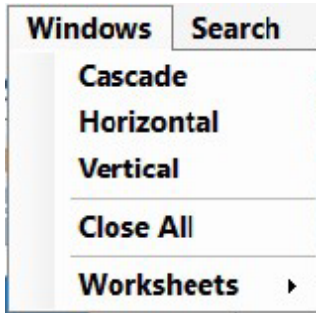 Windows Search
Cascade
Horizontal
Vertical
Close All
Worksheets